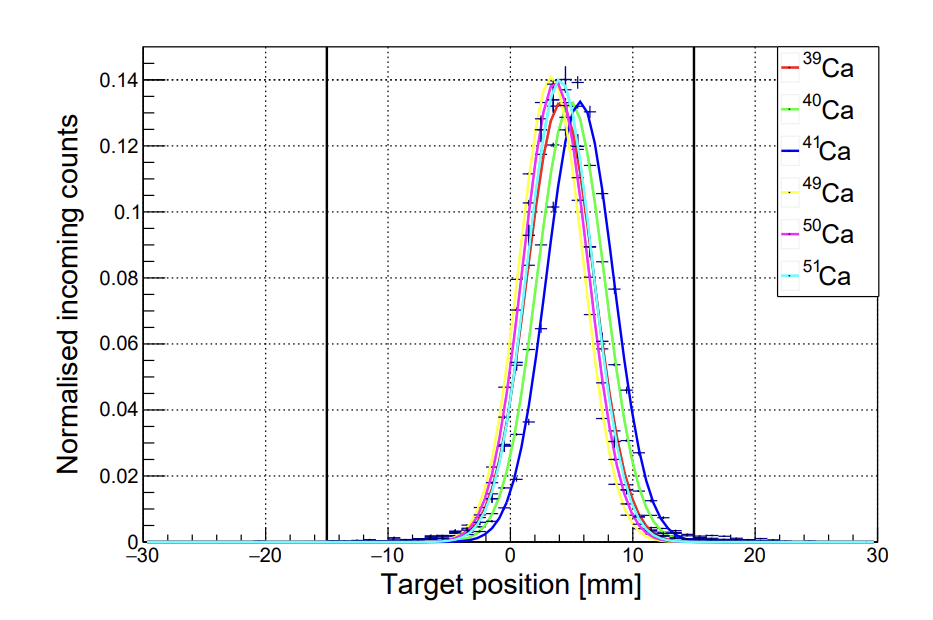 Normalised incoming counts
0.14
0.12
0.1
0.08
0.06
0.04
0.02
0
−30
−20
−10
0
10
20
30
Target position [mm]
³⁹Ca
⁴⁰Ca
⁴¹Ca
⁴⁹Ca
⁵⁰Ca
⁵¹Ca